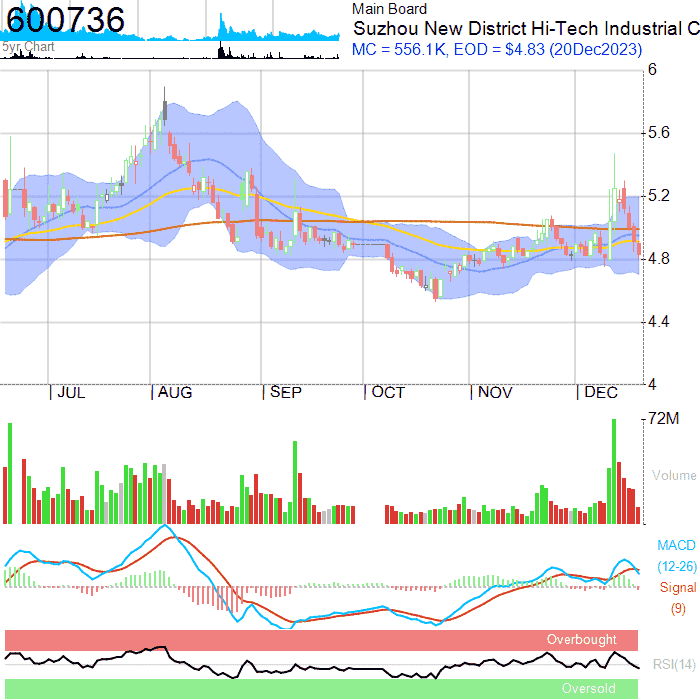 600736
5yr Chart
Main Board
Suzhou New District Hi-Tech Industrial C
MC = 556.1K, EOD = $4.83 (20Dec2023)
6
5.6
5.2
4.8
4.4
4
JUL AUG SEP OCT NOV DEC
72M
Volume
MACD
(12-26)
Signal
(9)
Overbought
RSI(14)
Oversold